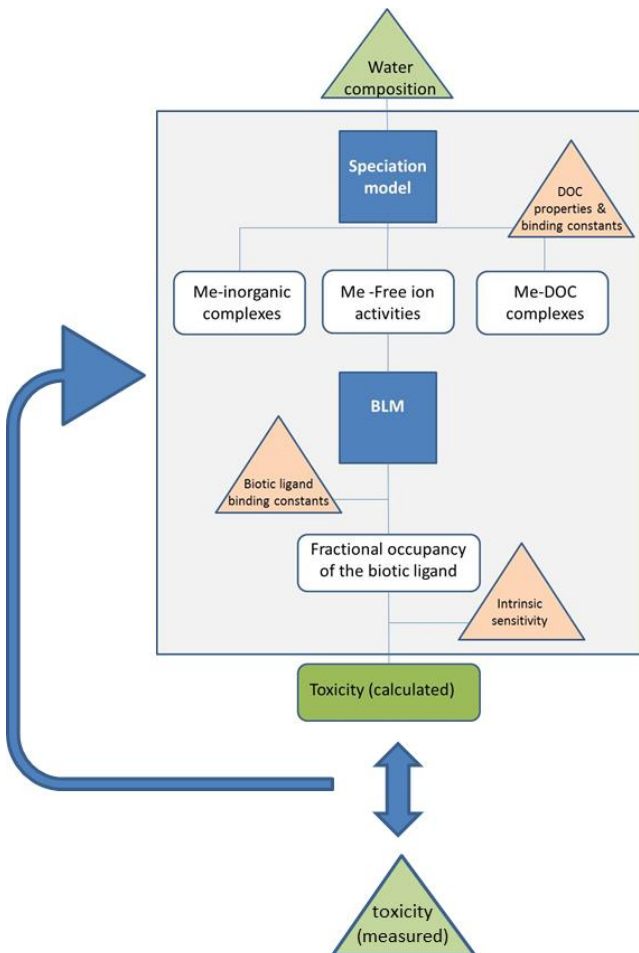 Water
composition
Speciation
model
DOC
properties &
binding constants
Me-inorganic
complexes
Me -Free ion
activities
Me-DOC
complexes
BLM
Biotic ligand
binding constants
Fractional occupancy
of the biotic ligand
Intrinsic
sensitivity
Toxicity (calculated)
toxicity
(measured)